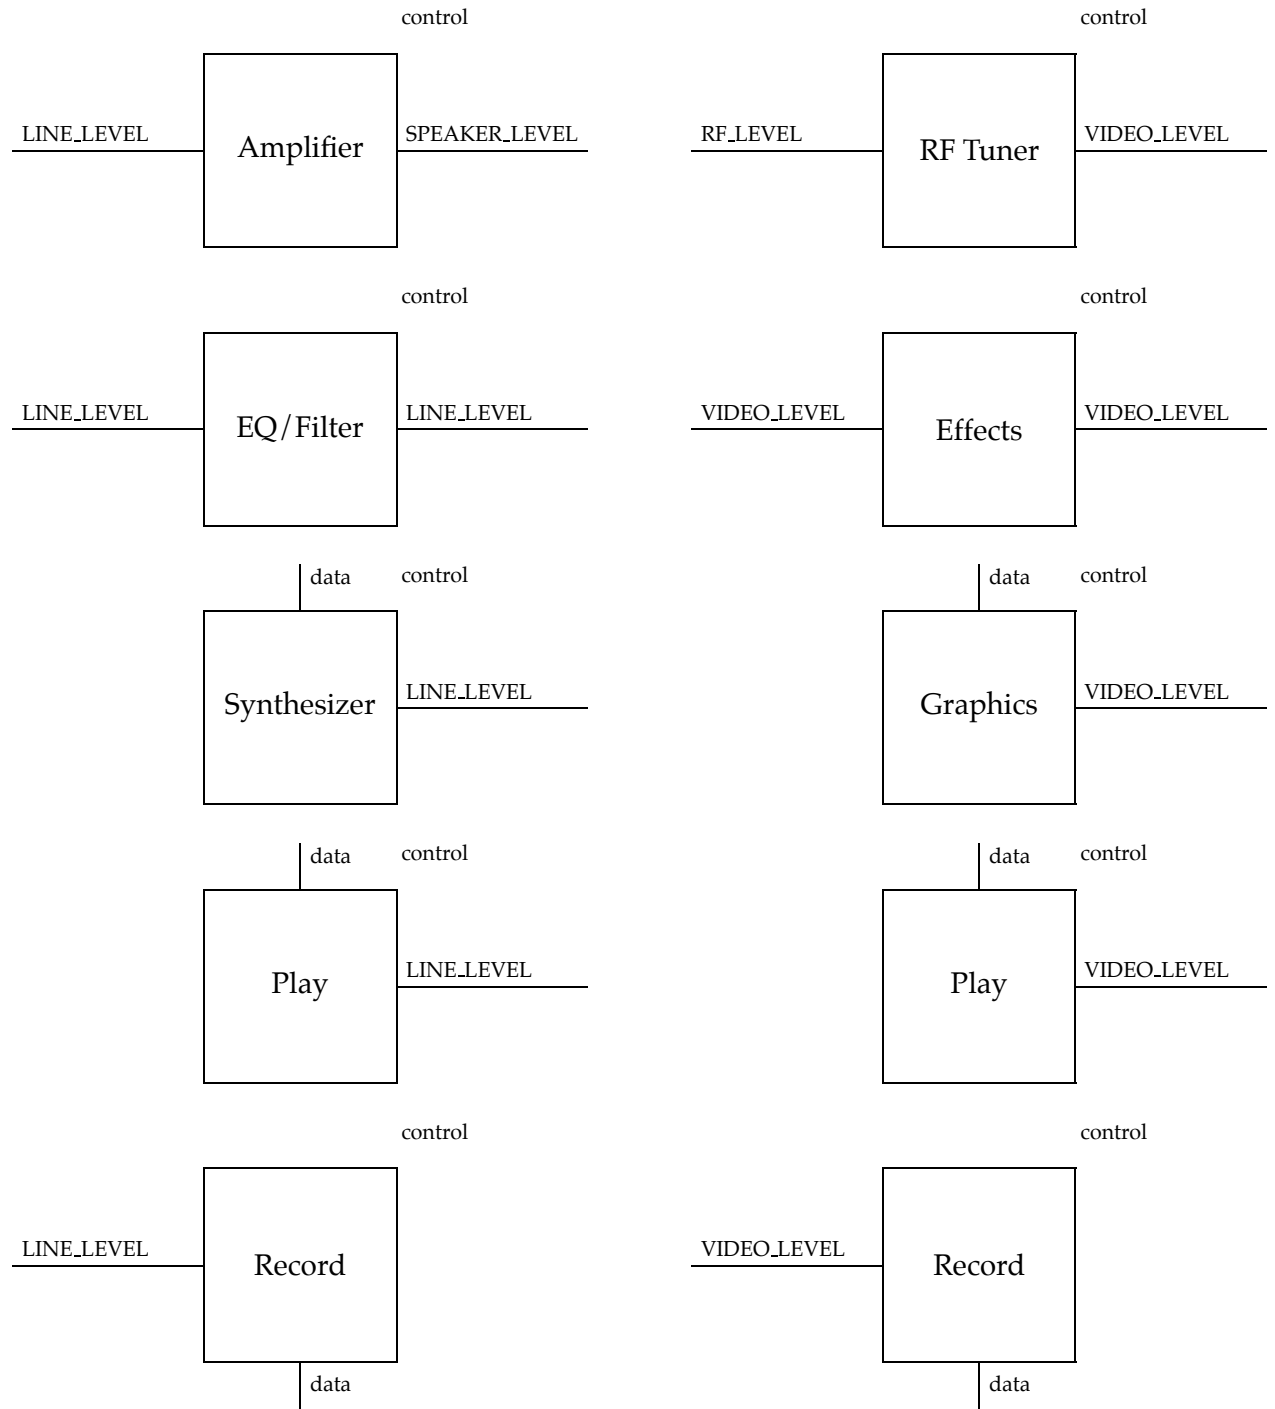 control
LINE_LEVEL
Amplifier
SPEAKER_LEVEL
control
RF_LEVEL
RF Tuner
VIDEO_LEVEL
control
LINE_LEVEL
EQ/Filter
LINE_LEVEL
control
VIDEO_LEVEL
Effects
VIDEO_LEVEL
data
control
Synthesizer
LINE_LEVEL
data
control
Graphics
VIDEO_LEVEL
data
control
Play
LINE_LEVEL
data
control
Play
VIDEO_LEVEL
control
LINE_LEVEL
Record
data
control
VIDEO_LEVEL
Record
data